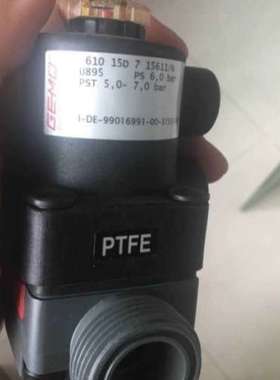 GEMÜ
610 15D 7 15611/N
0895 PS 6,0 bar
PST 5,0- 7,0 bar
I-DE-99016991-00-3755
PTFE